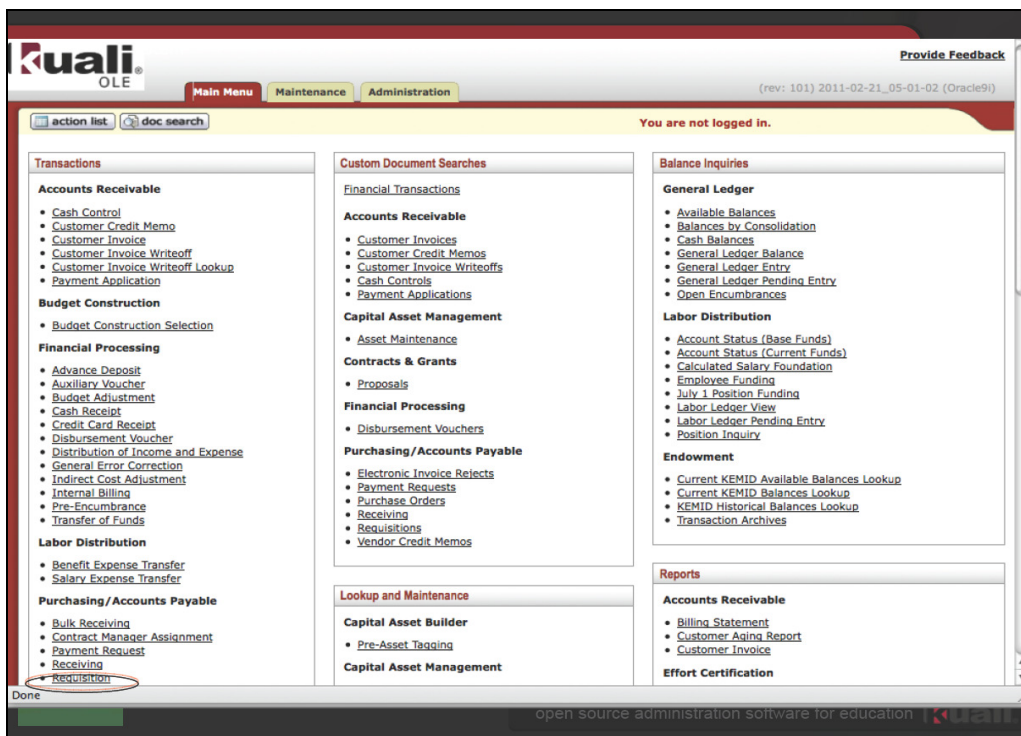 kuali®
OLE
Provide Feedback
Main Menu
Maintenance
Administration
(rev: 101) 2011-02-21_05-01-02 (Oracle9i)
action list
doc search
You are not logged in.
Transactions
Accounts Receivable
• Cash Control
• Customer Credit Memo
• Customer Invoice
• Customer Invoice Writeoff
• Customer Invoice Writeoff Lookup
• Payment Application
Budget Construction
• Budget Construction Selection
Financial Processing
• Advance Deposit
• Auxiliary Voucher
• Budget Adjustment
• Cash Receipt
• Credit Card Receipt
• Disbursement Voucher
• Distribution of Income and Expense
• General Error Correction
• Indirect Cost Adjustment
• Internal Billing
• Pre-Encumbrance
• Transfer of Funds
Labor Distribution
• Benefit Expense Transfer
• Salary Expense Transfer
Purchasing/Accounts Payable
• Bulk Receiving
• Contract Manager Assignment
• Payment Request
• Receiving
• Requisition
Custom Document Searches
Financial Transactions
Accounts Receivable
• Customer Invoices
• Customer Credit Memos
• Customer Invoice Writeoffs
• Cash Controls
• Payment Applications
Capital Asset Management
• Asset Maintenance
Contracts & Grants
• Proposals
Financial Processing
• Disbursement Vouchers
Purchasing/Accounts Payable
• Electronic Invoice Rejects
• Payment Requests
• Purchase Orders
• Receiving
• Requisitions
• Vendor Credit Memos
Lookup and Maintenance
Capital Asset Builder
• Pre-Asset Tagging
Capital Asset Management
Balance Inquiries
General Ledger
• Available Balances
• Balances by Consolidation
• Cash Balances
• General Ledger Balance
• General Ledger Entry
• General Ledger Pending Entry
• Open Encumbrances
Labor Distribution
• Account Status (Base Funds)
• Account Status (Current Funds)
• Calculated Salary Foundation
• Employee Funding
• July 1 Position Funding
• Labor Ledger View
• Labor Ledger Pending Entry
• Position Inquiry
Endowment
• Current KEMID Available Balances Lookup
• Current KEMID Balances Lookup
• KEMID Historical Balances Lookup
• Transaction Archives
Reports
Accounts Receivable
• Billing Statement
• Customer Aging Report
• Customer Invoice
Effort Certification
Done
open source administration software for education | kuali